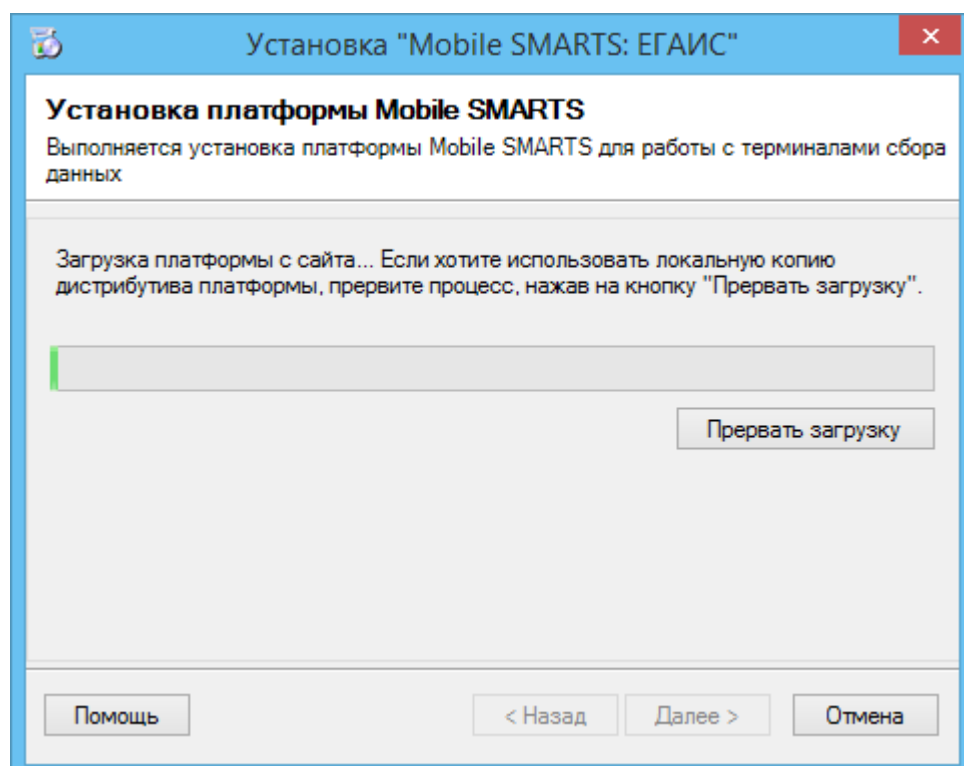 Установка "Mobile SMARTS: ЕГАИС"
Установка платформы Mobile SMARTS
Выполняется установка платформы Mobile SMARTS для работы с терминалами сбора
данных
Загрузка платформы с сайта... Если хотите использовать локальную копию
дистрибутива платформы, прервите процесс, нажав на кнопку "Прервать загрузку".
Прервать загрузку
Помощь
< Назад
Далее >
Отмена